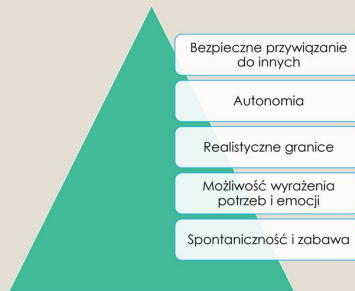 Bezpieczne przywiązanie
do innych
Autonomia
Realistyczne granice
Możliwość wyrażenia
potrzeb i emocji
Spontaniczność i zabawa